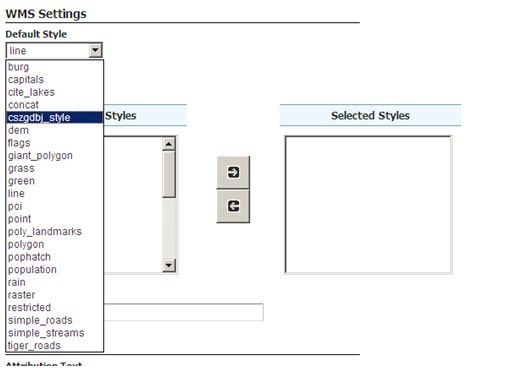 WMS Settings
Default Style
line
burg
capitals
cite_lakes
concat
cszgdbj_style
Styles
Selected Styles
dem
flags
giant_polygon
grass
green
line
poi
point
poly_landmarks
polygon
pophatch
population
rain
raster
restricted
simple_roads
simple_streams
tiger_roads
Attribution Text